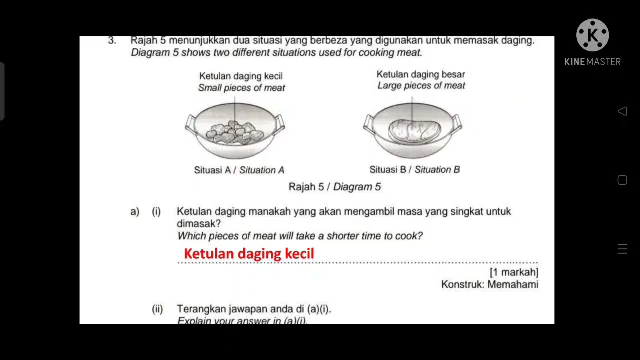 3. Rajah 5 menunjukkan dua situasi yang berbeza yang digunakan untuk memasak daging.
Diagram 5 shows two different situations used for cooking meat.
KINEMASTER
Ketulan daging kecil
Small pieces of meat
Ketulan daging besar
Large pieces of meat
Situasi A / Situation A
Situasi B / Situation B
Rajah 5 / Diagram 5
a) (i) Ketulan daging manakah yang akan mengambil masa yang singkat untuk
dimasak?
Which pieces of meat will take a shorter time to cook?
Ketulan daging kecil
[1 markah]
Konstruk: Memahami
(ii) Terangkan jawapan anda di (a)(i).
Explain your answer in (a)(i).